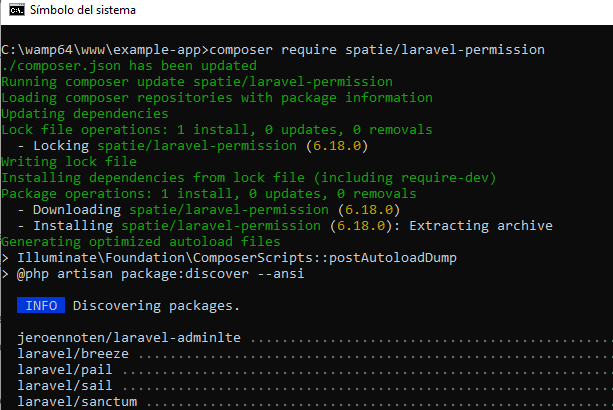 Símbolo del sistema
C:\wamp64\www\example-app>composer require spatie/laravel-permission
./composer.json has been updated
Running composer update spatie/laravel-permission
Loading composer repositories with package information
Updating dependencies
Lock file operations: 1 install, 0 updates, 0 removals
  - Locking spatie/laravel-permission (6.18.0)
Writing lock file
Installing dependencies from lock file (including require-dev)
Package operations: 1 install, 0 updates, 0 removals
  - Downloading spatie/laravel-permission (6.18.0)
  - Installing spatie/laravel-permission (6.18.0): Extracting archive
Generating optimized autoload files
> Illuminate\Foundation\ComposerScripts::postAutoloadDump
> @php artisan package:discover --ansi
INFO  Discovering packages.
jeroennoten/laravel-adminlte ................................................
laravel/breeze ..............................................................
laravel/pail ................................................................
laravel/sail ................................................................
laravel/sanctum .............................................................